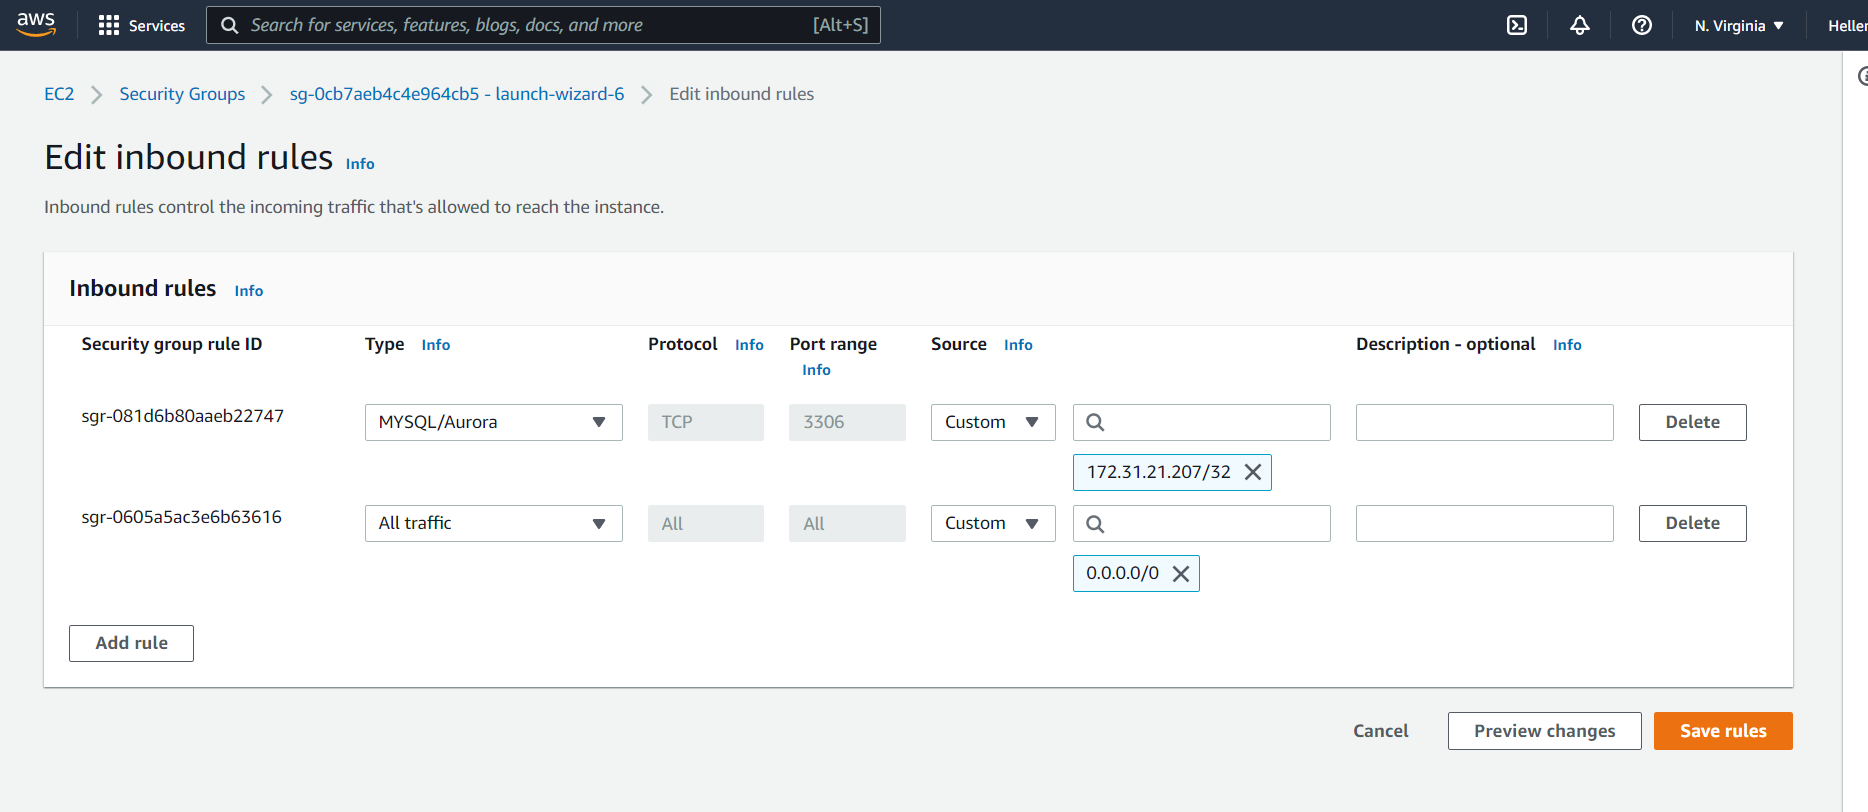 aws Services Search for services, features, blogs, docs, and more [Alt+S] N. Virginia
EC2 Security Groups sg-0cb7aeb4c4e964cb5 - launch-wizard-6 Edit inbound rules
Edit inbound rules Info
Inbound rules control the incoming traffic that's allowed to reach the instance.
Inbound rules Info
Security group rule ID Type Info Protocol Info Port range Info Source Info Description - optional Info
sgr-081d6b80aaeb22747 MYSQL/Aurora TCP 3306 Custom Delete
172.31.21.207/32
sgr-0605a5ac3e6b63616 All traffic All All Custom Delete
0.0.0.0/0
Add rule
Cancel Preview changes Save rules